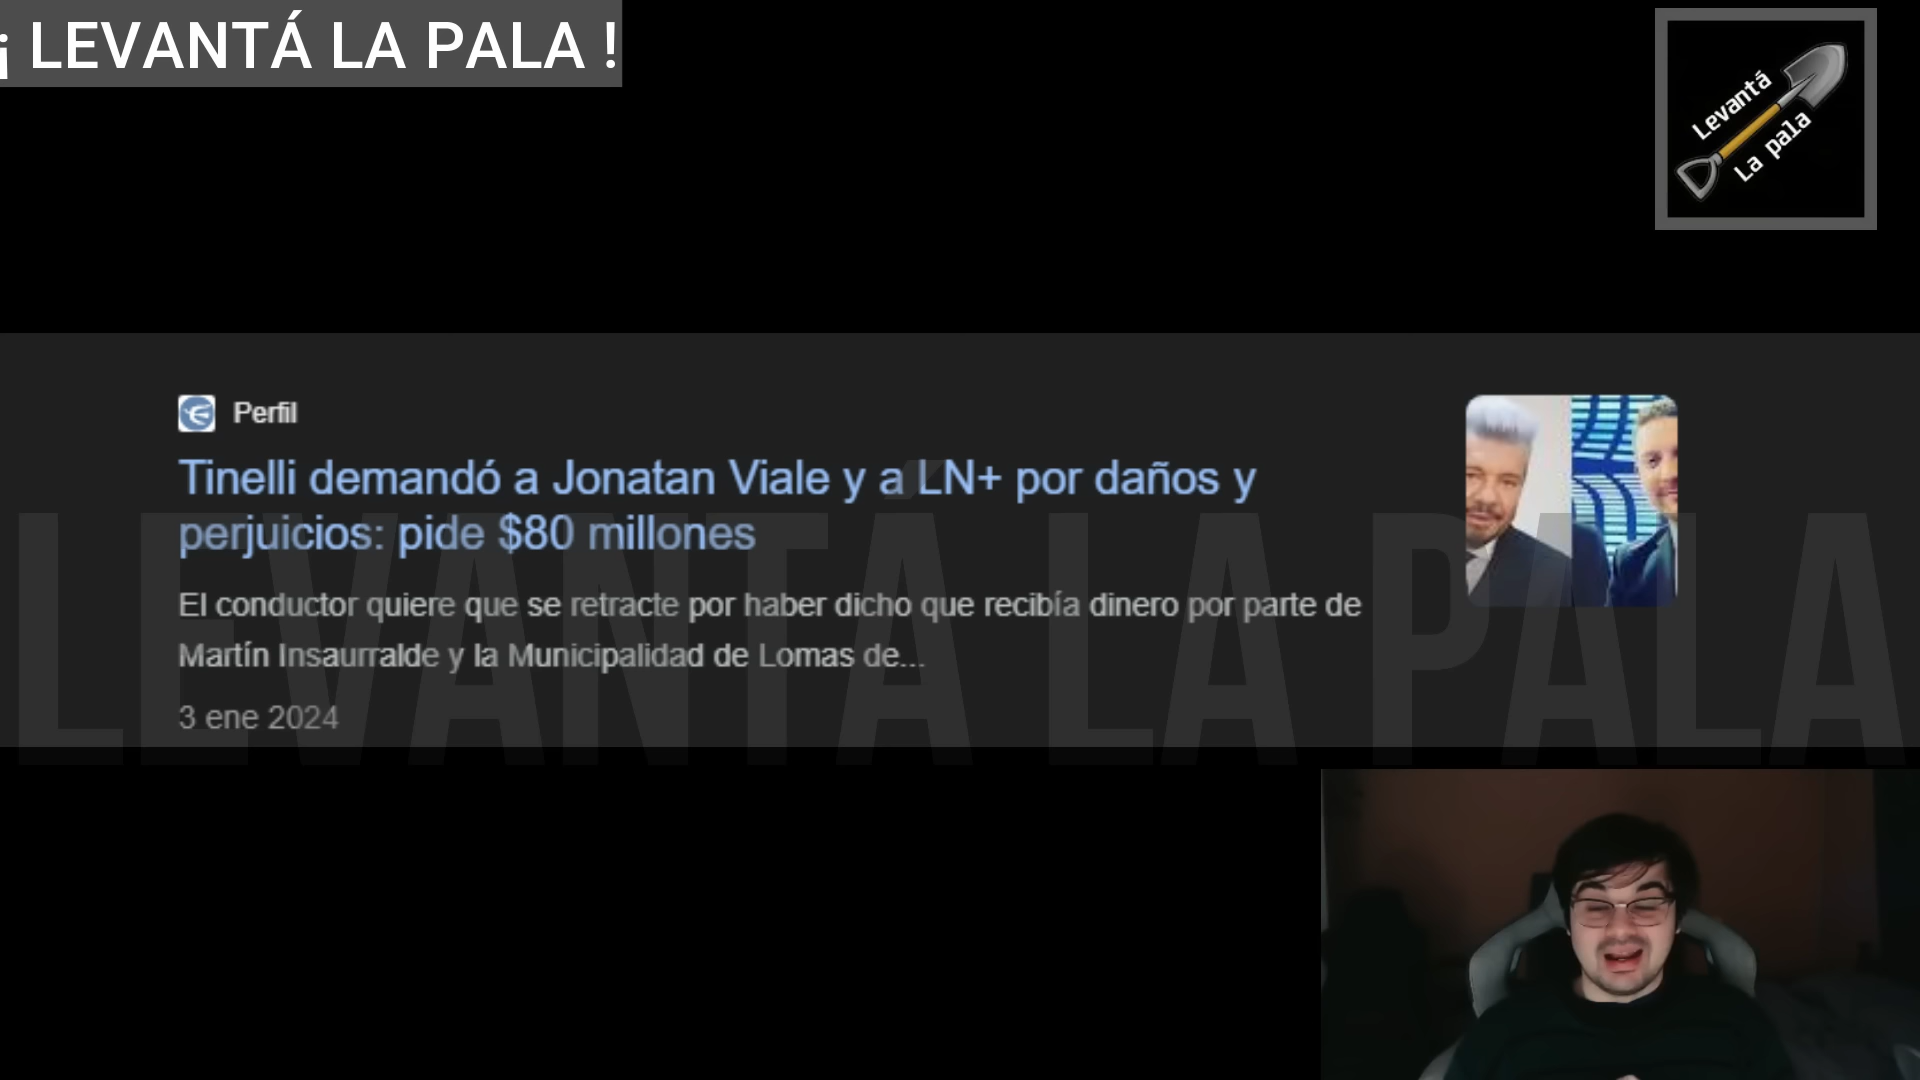 ¡ LEVANTÁ LA PALA !
Levantá
La pala
Perfil
Tinelli demandó a Jonatan Viale y a LN+ por daños y
perjuicios: pide $80 millones
El conductor quiere que se retracte por haber dicho que recibía dinero por parte de
Martín Insaurralde y la Municipalidad de Lomas de...
3 ene 2024
LEVANTÁ LA PALA